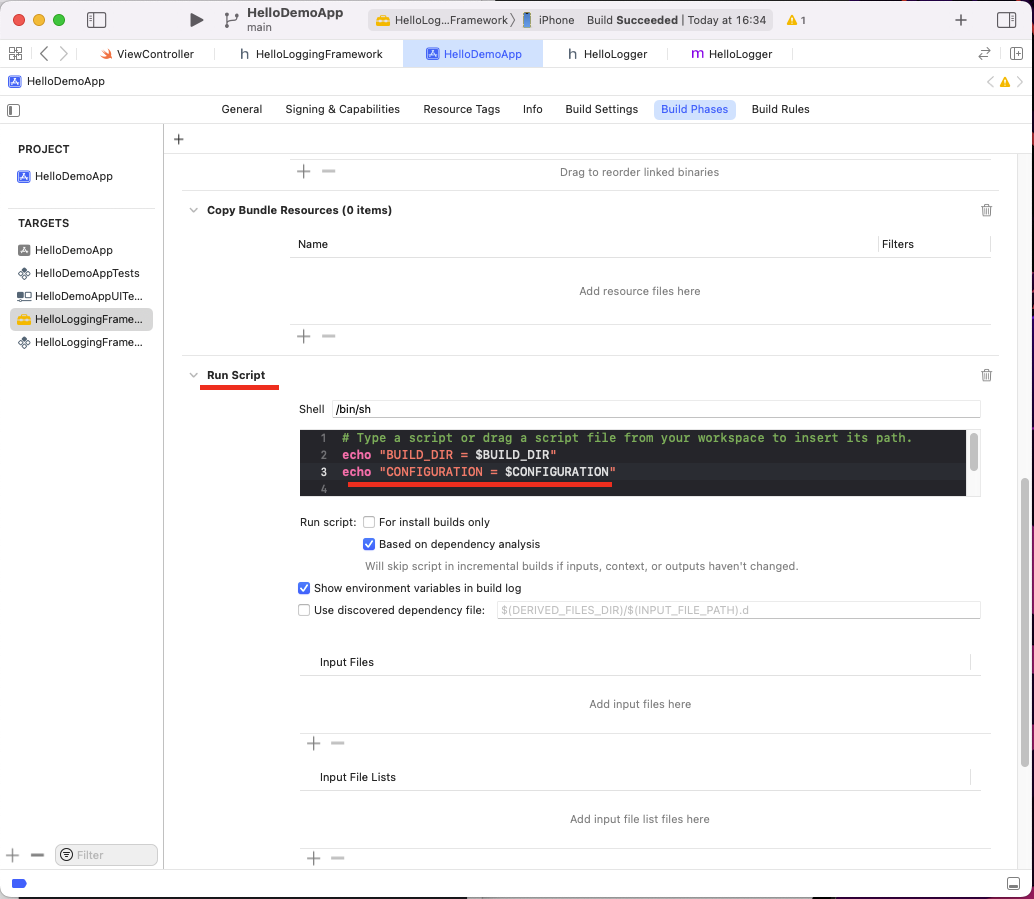 HelloDemoApp
main
HelloLog...Framework
iPhone
Build Succeeded | Today at 16:34
1
ViewController
h HelloLoggingFramework
HelloDemoApp
h HelloLogger
m HelloLogger
HelloDemoApp
General
Signing & Capabilities
Resource Tags
Info
Build Settings
Build Phases
Build Rules
PROJECT
HelloDemoApp
TARGETS
HelloDemoApp
HelloDemoAppTests
HelloDemoAppUITe...
HelloLoggingFrame...
HelloLoggingFrame...
Filter
Drag to reorder linked binaries
Copy Bundle Resources (0 items)
Name
Filters
Add resource files here
Run Script
Shell /bin/sh
1 # Type a script or drag a script file from your workspace to insert its path.
2 echo "BUILD_DIR = $BUILD_DIR"
3 echo "CONFIGURATION = $CONFIGURATION"
4
Run script: For install builds only
Based on dependency analysis
Will skip script in incremental builds if inputs, context, or outputs haven't changed.
Show environment variables in build log
Use discovered dependency file: $(DERIVED_FILES_DIR)/$(INPUT_FILE_PATH).d
Input Files
Add input files here
Input File Lists
Add input file list files here